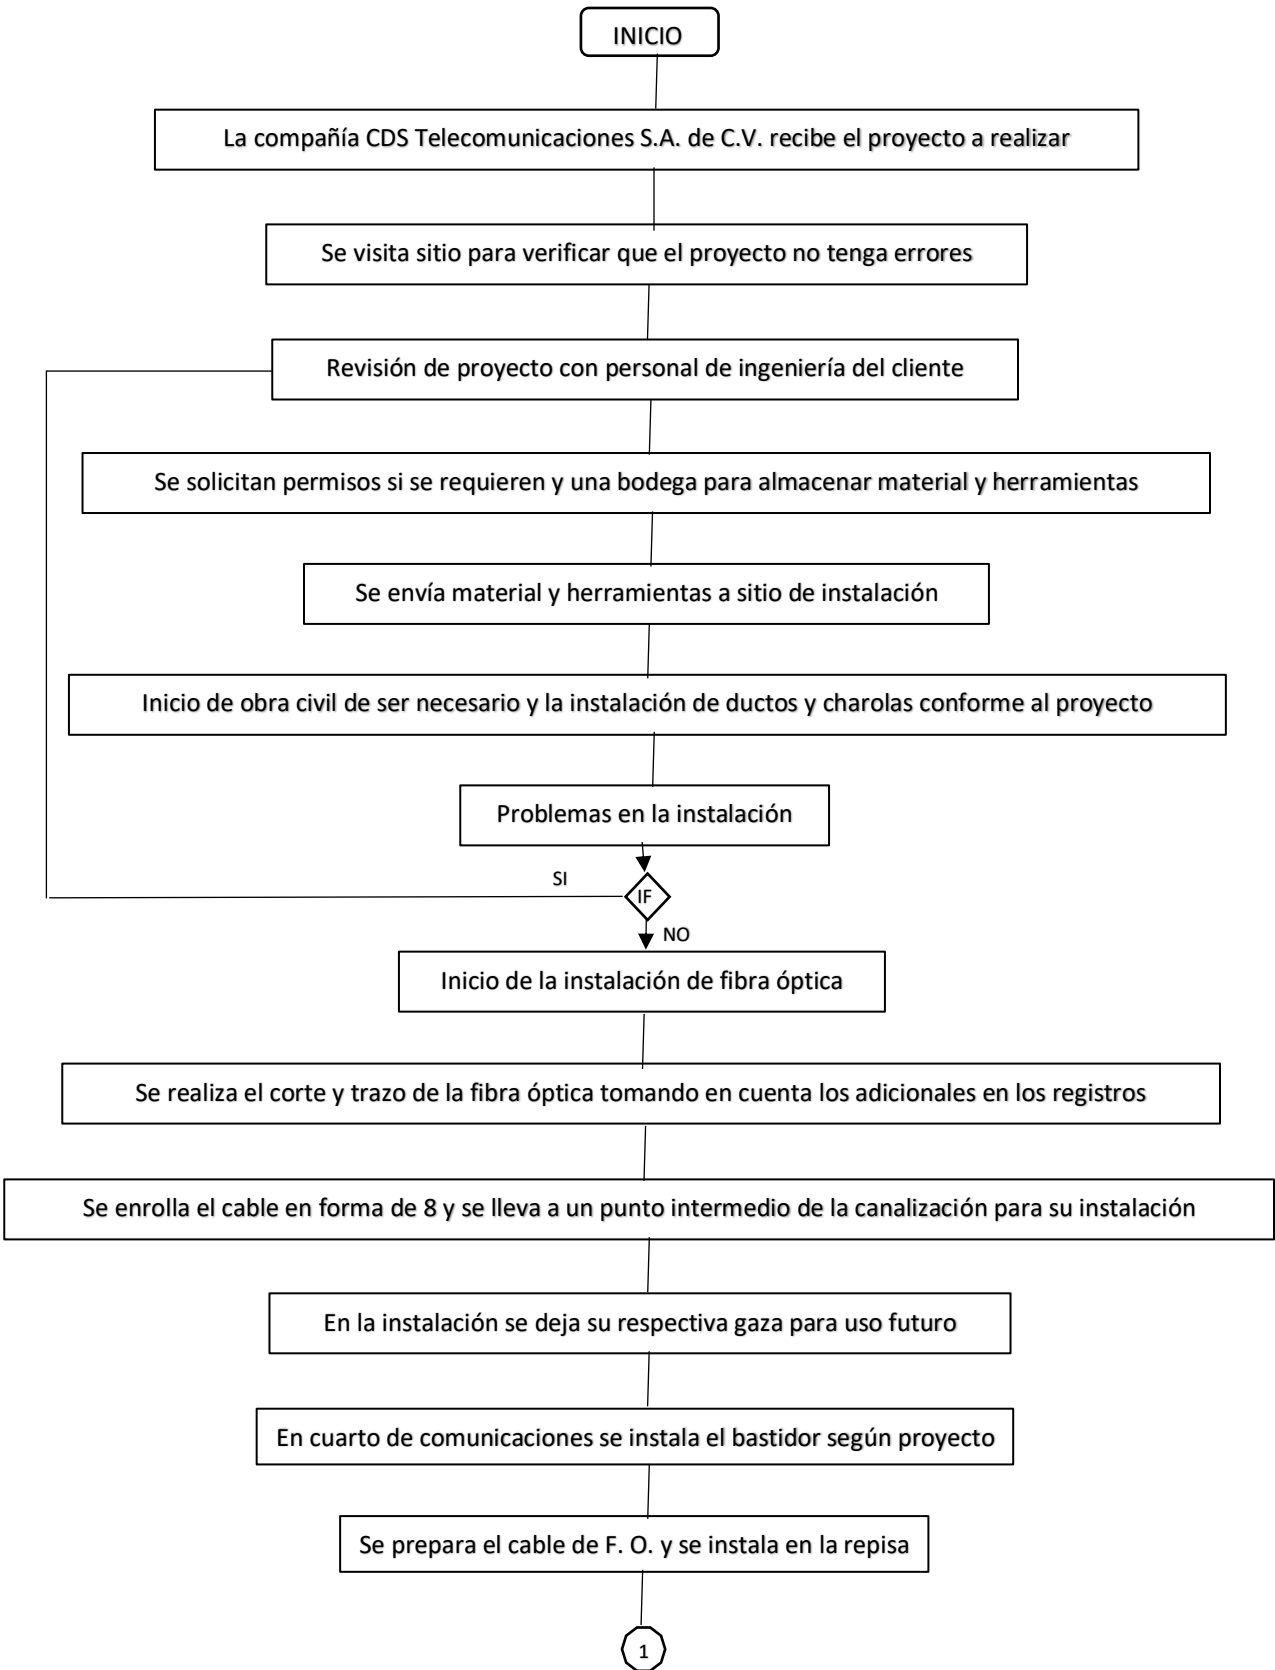 INICIO
La compañía CDS Telecomunicaciones S.A. de C.V. recibe el proyecto a realizar
Se visita sitio para verificar que el proyecto no tenga errores
Revisión de proyecto con personal de ingeniería del cliente
Se solicitan permisos si se requieren y una bodega para almacenar material y herramientas
Se envía material y herramientas a sitio de instalación
Inicio de obra civil de ser necesario y la instalación de ductos y charolas conforme al proyecto
Problemas en la instalación
SI
IF
NO
Inicio de la instalación de fibra óptica
Se realiza el corte y trazo de la fibra óptica tomando en cuenta los adicionales en los registros
Se enrolla el cable en forma de 8 y se lleva a un punto intermedio de la canalización para su instalación
En la instalación se deja su respectiva gaza para uso futuro
En cuarto de comunicaciones se instala el bastidor según proyecto
Se prepara el cable de F. O. y se instala en la repisa
1